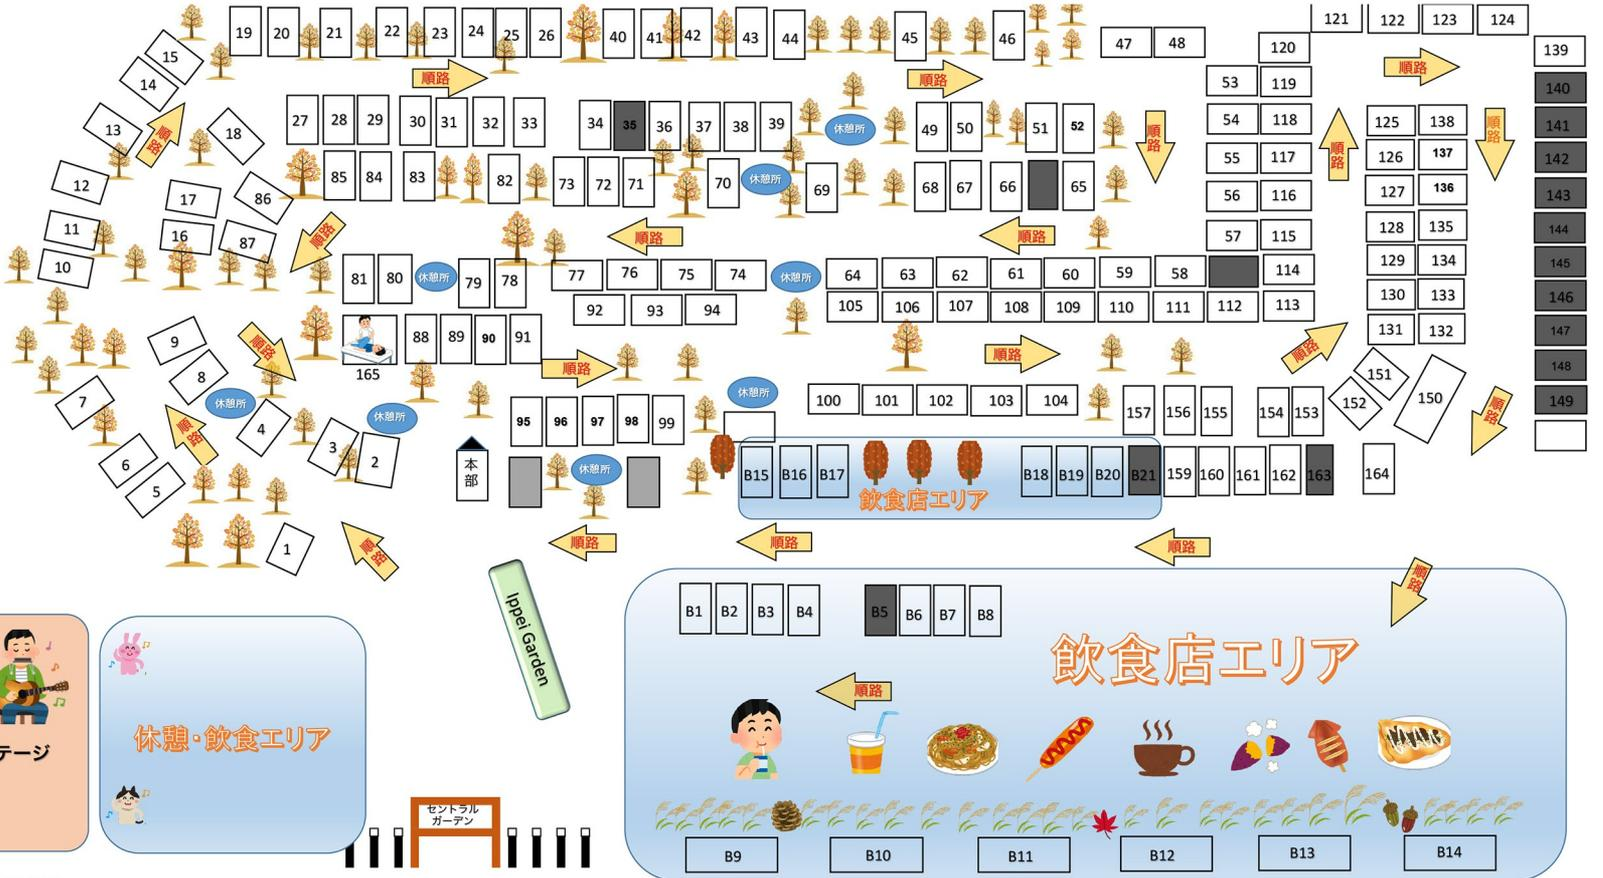 19 20 21 22 23 24 25 26 40 41 42 43 44 45 46 47 48
121 122 123 124
15
14
13
18
12
17
86
11
16
87
10
順路
順路
順路
順路
27 28 29 30 31 32 33 34 35 36 37 38 39 休憩所 49 50 51 52
85 84 83 82 73 72 71 70 休憩所 69 68 67 66 65
順路
順路
順路
順路
81 80 休憩所 79 78 77 76 75 74 休憩所 64 63 62 61 60 59 58
92 93 94 105 106 107 108 109 110 111 112 113
120
53 119
54 118
55 117
56 116
57 115
114
順路
順路
125 138
126 137
127 136
128 135
129 134
130 133
131 132
139
140
141
142
143
144
145
146
147
148
149
165
88 89 90 91
順路
順路
順路
順路
9
8
7
休憩所
4
3
2
休憩所
6
5
1
順路
順路
本部
95 96 97 98 99
休憩所
休憩所
100 101 102 103 104 157 156 155 154 153
151
152
150
順路
B15 B16 B17 B18 B19 B20 B21 159 160 161 162 163 164
飲食店エリア
順路
順路
順路
順路
Ippei Garden
テージ
休憩・飲食エリア
セントラル
ガーデン
B1 B2 B3 B4 B5 B6 B7 B8
飲食店エリア
順路
B9 B10 B11 B12 B13 B14